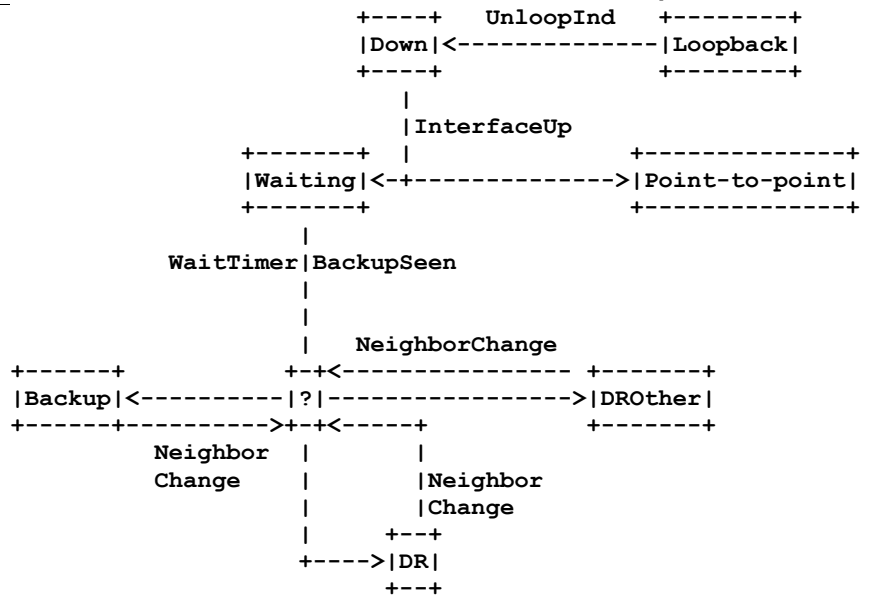 +----+   UnloopInd   +--------+
                        |Down|<--------------|Loopback|
                        +----+               +--------+
                           |
                           |InterfaceUp
                +-------+  |               +--------------+
                |Waiting|<-+-------------->|Point-to-point|
                +-------+                  +--------------+
                    |
           WaitTimer|BackupSeen
                    |
                    |
                    |   NeighborChange
+------+           +-+<---------------- +-------+
|Backup|<----------|?|----------------->|DROther|
+------+---------->+-+<-----+           +-------+
          Neighbor  |       |
          Change    |       |Neighbor
                    |       |Change
                    |     +--+
                    +---->|DR|
                          +--+